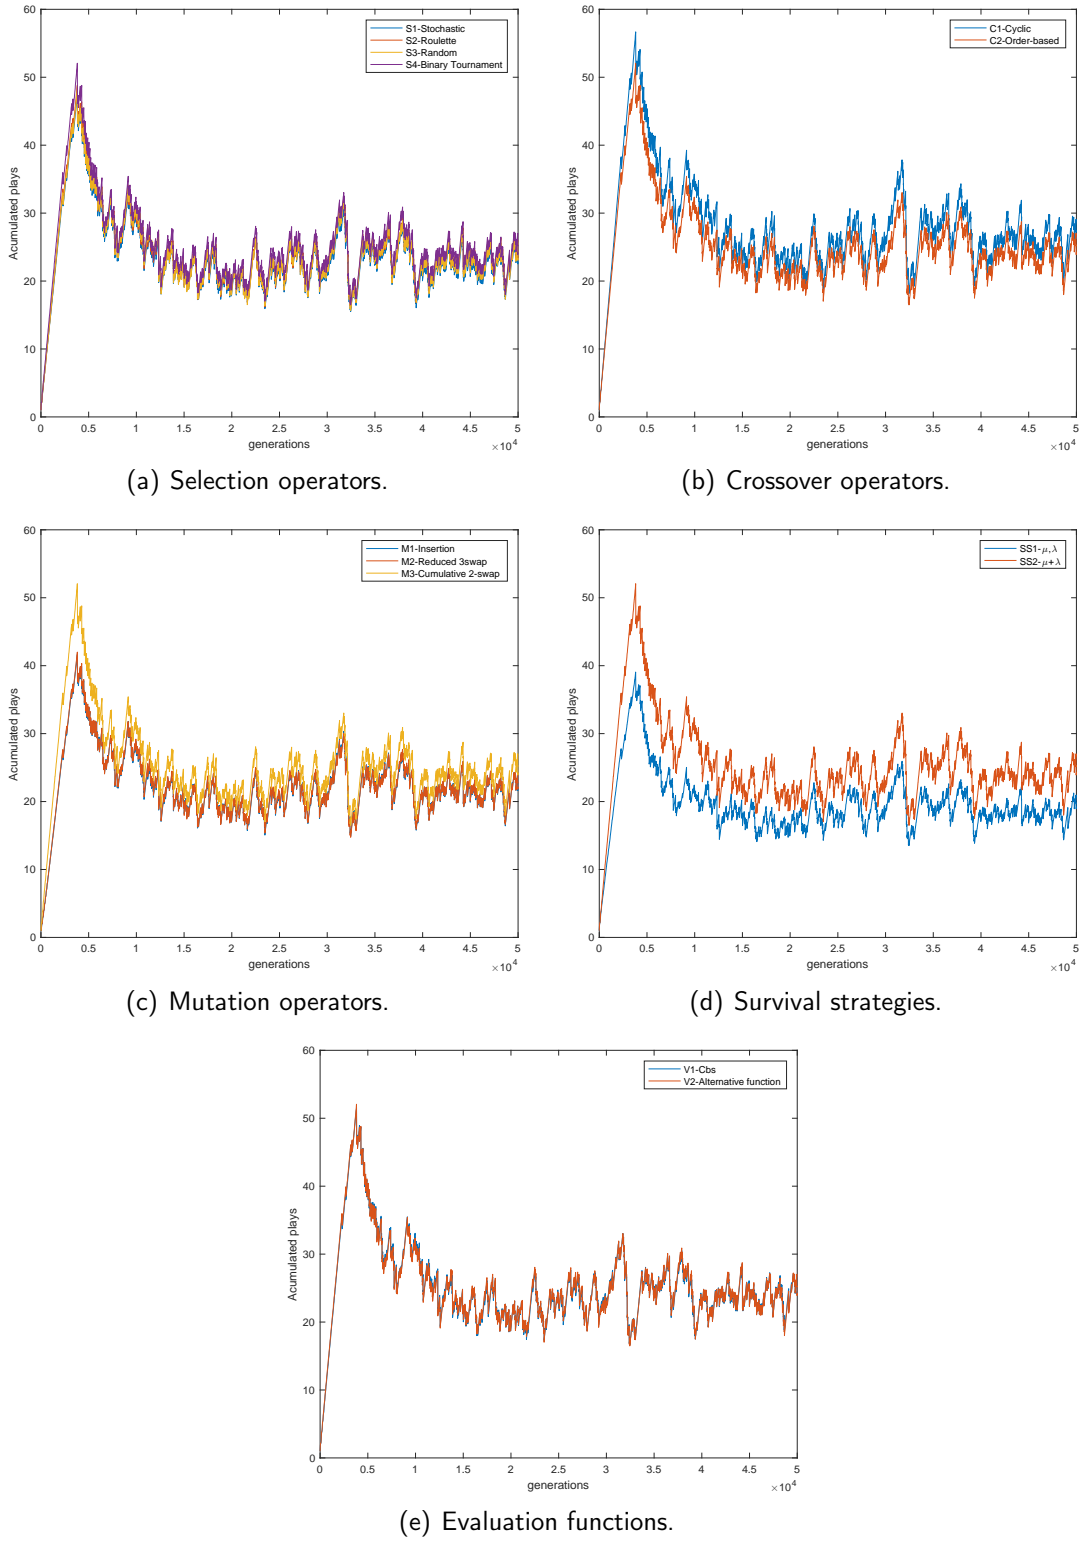 60
50
40
30
20
10
0
Acumulated plays
S1-Stochastic
S2-Roulette
S3-Random
S4-Binary Tournament
0 0.5 1 1.5 2 2.5 3 3.5 4 4.5 5
×10⁴
generations
(a) Selection operators.
60
50
40
30
20
10
0
Acumulated plays
C1-Cyclic
C2-Order-based
0 0.5 1 1.5 2 2.5 3 3.5 4 4.5 5
×10⁴
generations
(b) Crossover operators.
60
50
40
30
20
10
0
Acumulated plays
M1-Insertion
M2-Reduced 3swap
M3-Cumulative 2-swap
0 0.5 1 1.5 2 2.5 3 3.5 4 4.5 5
×10⁴
generations
(c) Mutation operators.
60
50
40
30
20
10
0
Acumulated plays
SS1-μ,λ
SS2-μ+λ
0 0.5 1 1.5 2 2.5 3 3.5 4 4.5 5
×10⁴
generations
(d) Survival strategies.
60
50
40
30
20
10
0
Acumulated plays
V1-Cbs
V2-Alternative function
0 0.5 1 1.5 2 2.5 3 3.5 4 4.5 5
×10⁴
generations
(e) Evaluation functions.